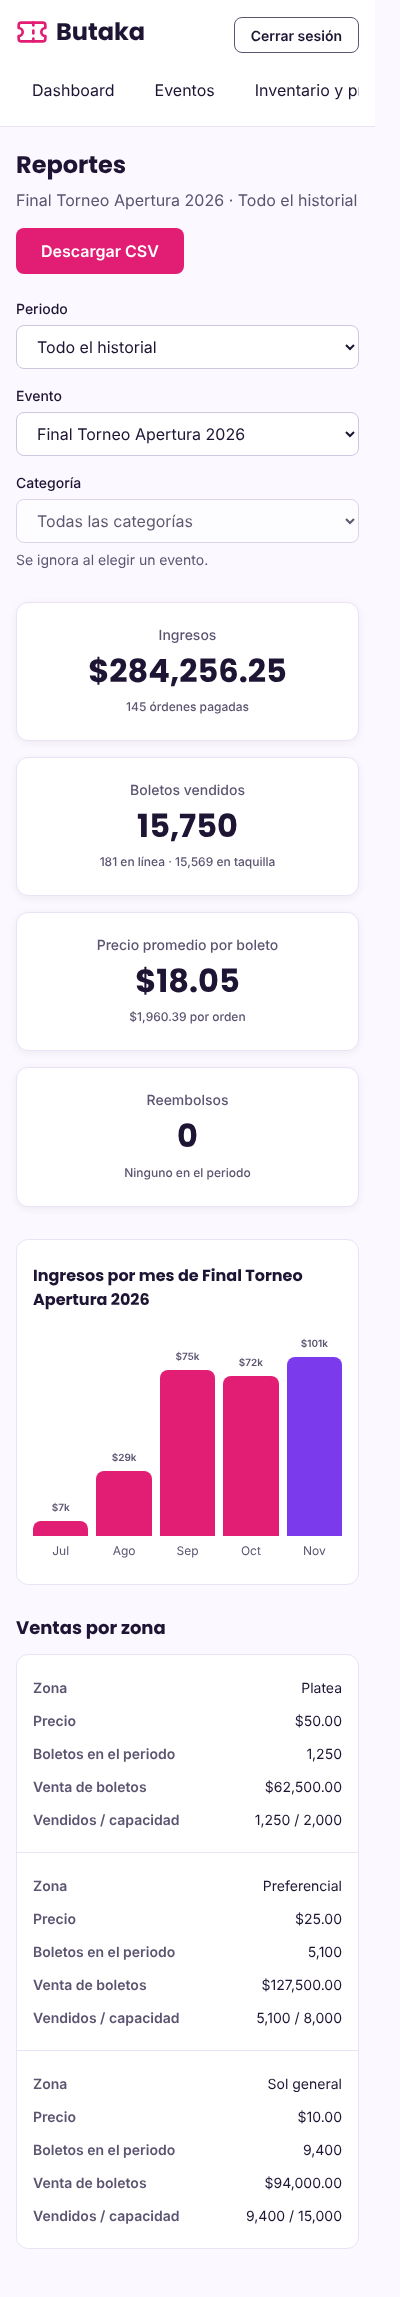 Butaka
Cerrar sesión
Dashboard Eventos Inventario y pr
Reportes
Final Torneo Apertura 2026 · Todo el historial
Descargar CSV
Periodo
Todo el historial
Evento
Final Torneo Apertura 2026
Categoría
Todas las categorías
Se ignora al elegir un evento.
Ingresos
$284,256.25
145 órdenes pagadas
Boletos vendidos
15,750
181 en línea · 15,569 en taquilla
Precio promedio por boleto
$18.05
$1,960.39 por orden
Reembolsos
0
Ninguno en el periodo
Ingresos por mes de Final Torneo
Apertura 2026
$7k $29k $75k $72k $101k
Jul Ago Sep Oct Nov
Ventas por zona
Zona Platea
Precio $50.00
Boletos en el periodo 1,250
Venta de boletos $62,500.00
Vendidos / capacidad 1,250 / 2,000
Zona Preferencial
Precio $25.00
Boletos en el periodo 5,100
Venta de boletos $127,500.00
Vendidos / capacidad 5,100 / 8,000
Zona Sol general
Precio $10.00
Boletos en el periodo 9,400
Venta de boletos $94,000.00
Vendidos / capacidad 9,400 / 15,000